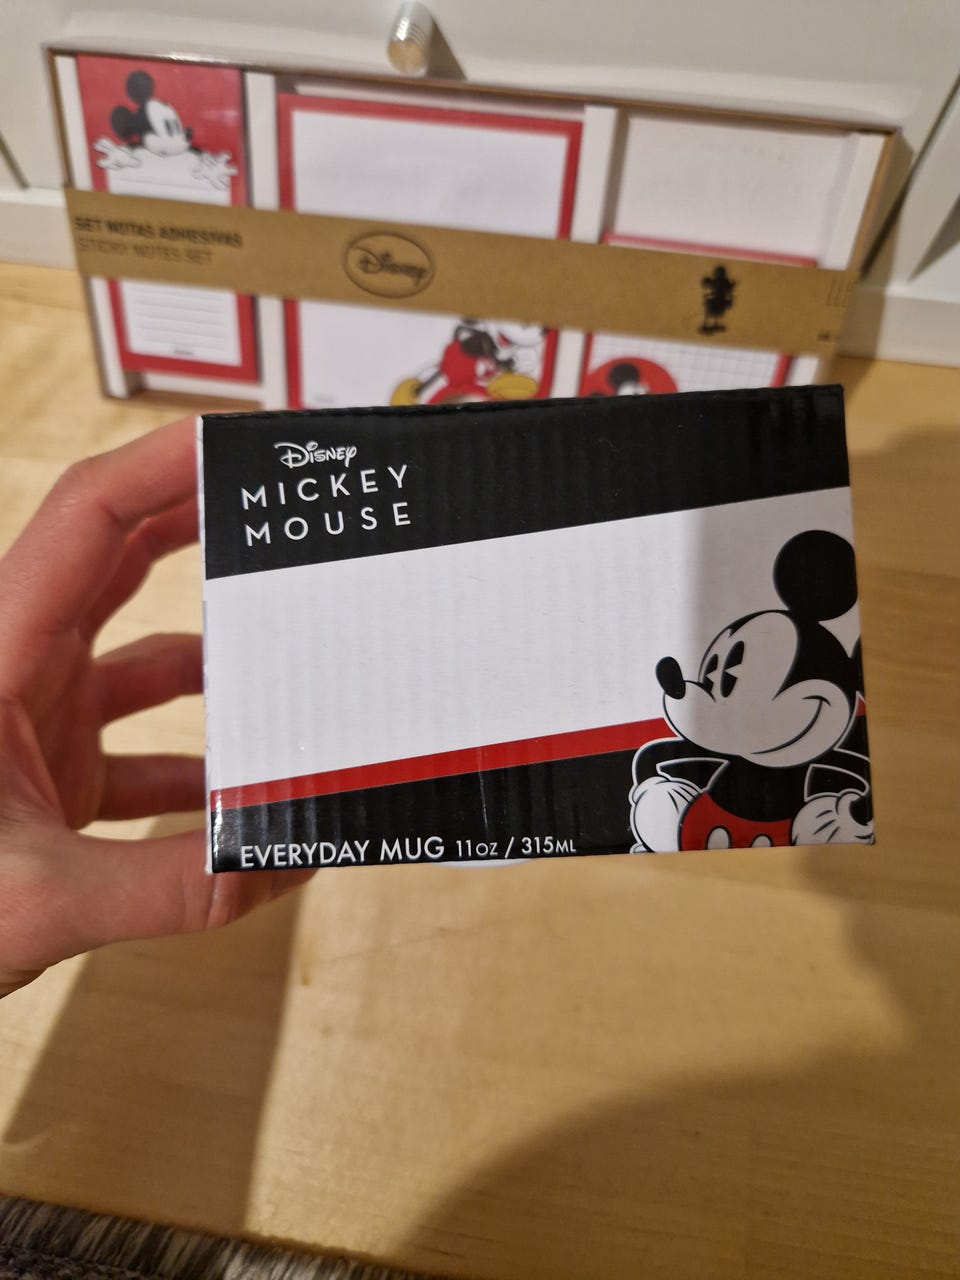 SET NOTAS ADHESIVAS
STICKY NOTES SET
Disney
Disney
MICKEY
MOUSE
EVERYDAY MUG 11OZ / 315ML